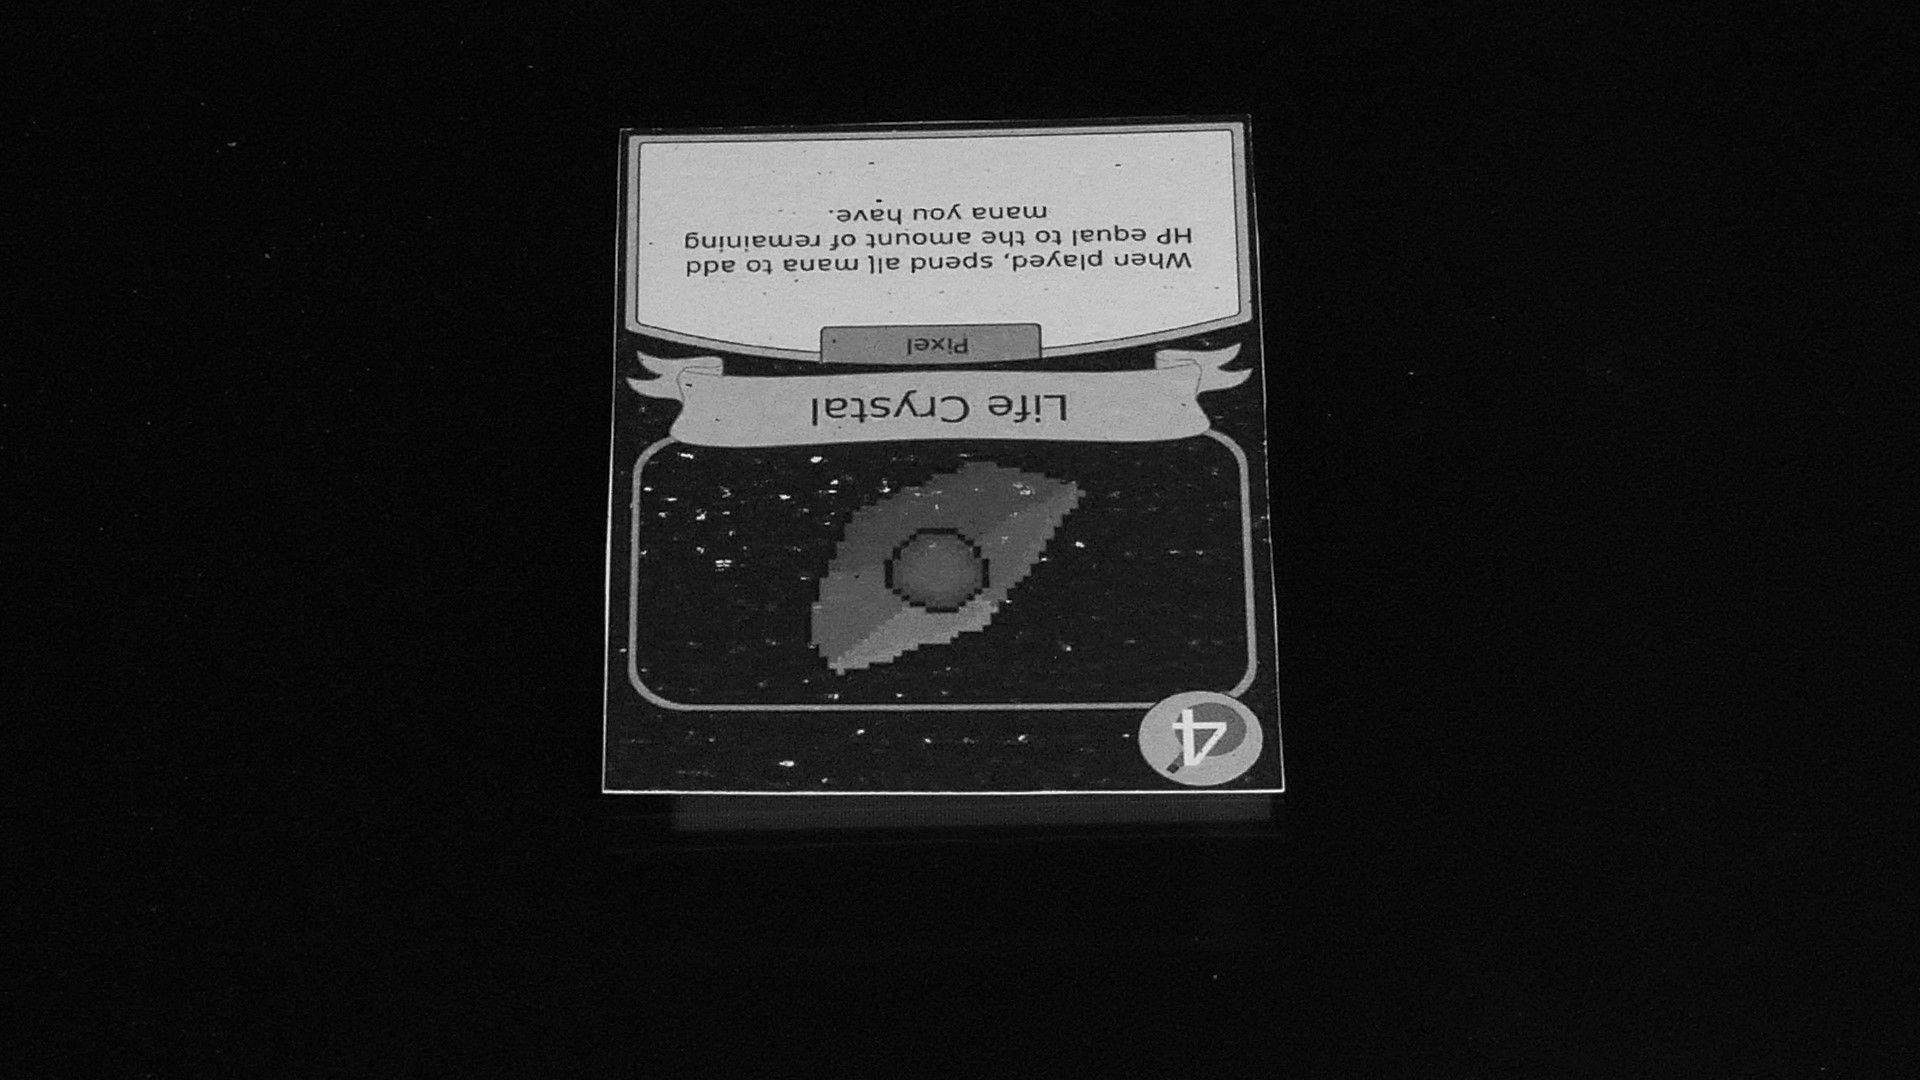 4
Life Crystal
Pixel
When played, spend all mana to add
HP equal to the amount of remaining
mana you have.